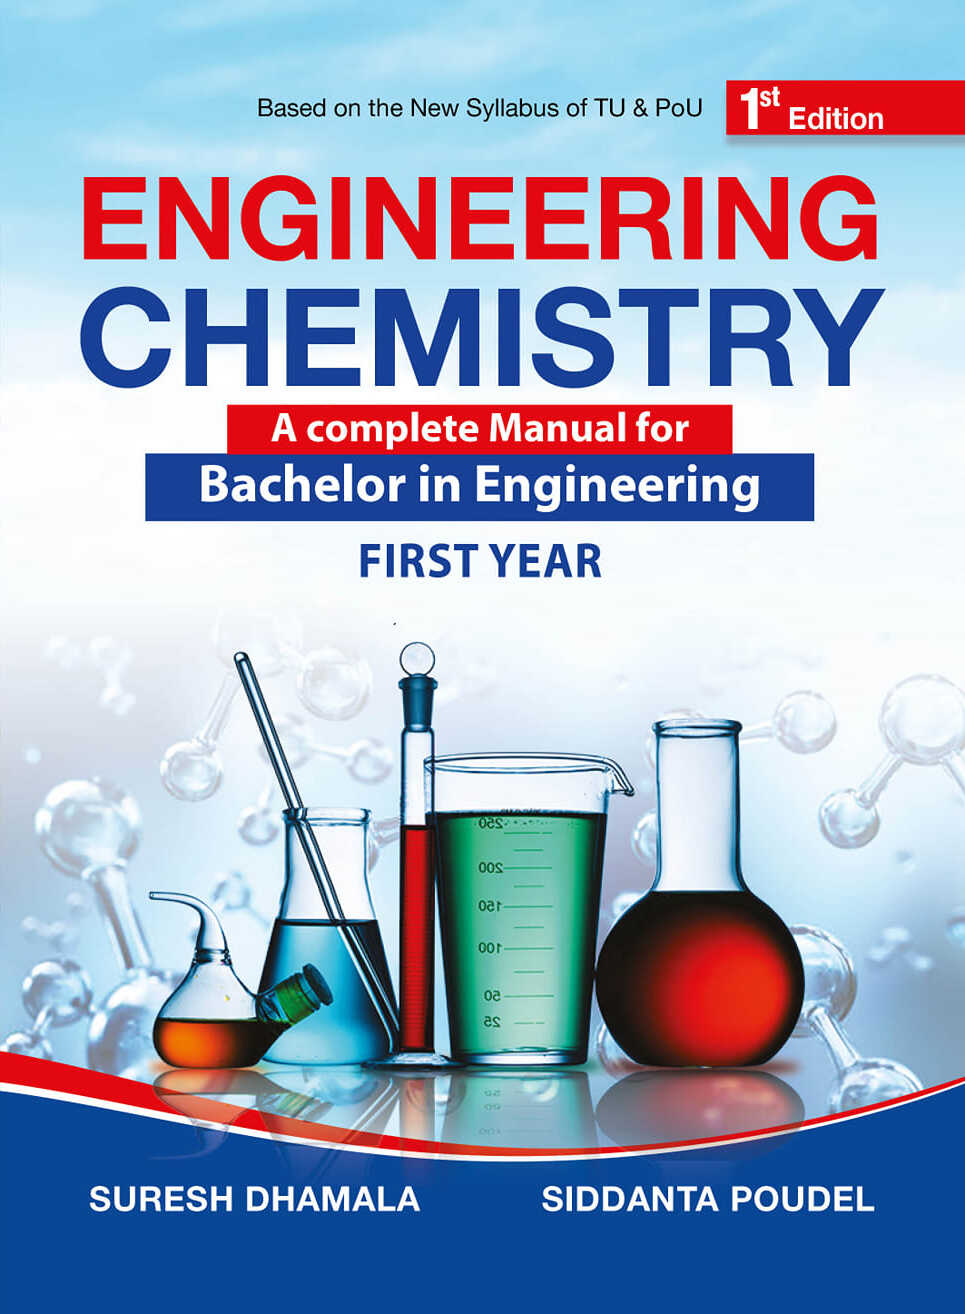 Based on the New Syllabus of TU & PoU
1st Edition
ENGINEERING
CHEMISTRY
A complete Manual for
Bachelor in Engineering
FIRST YEAR
250
200
150
100
50
25
SURESH DHAMALA
SIDDANTA POUDEL